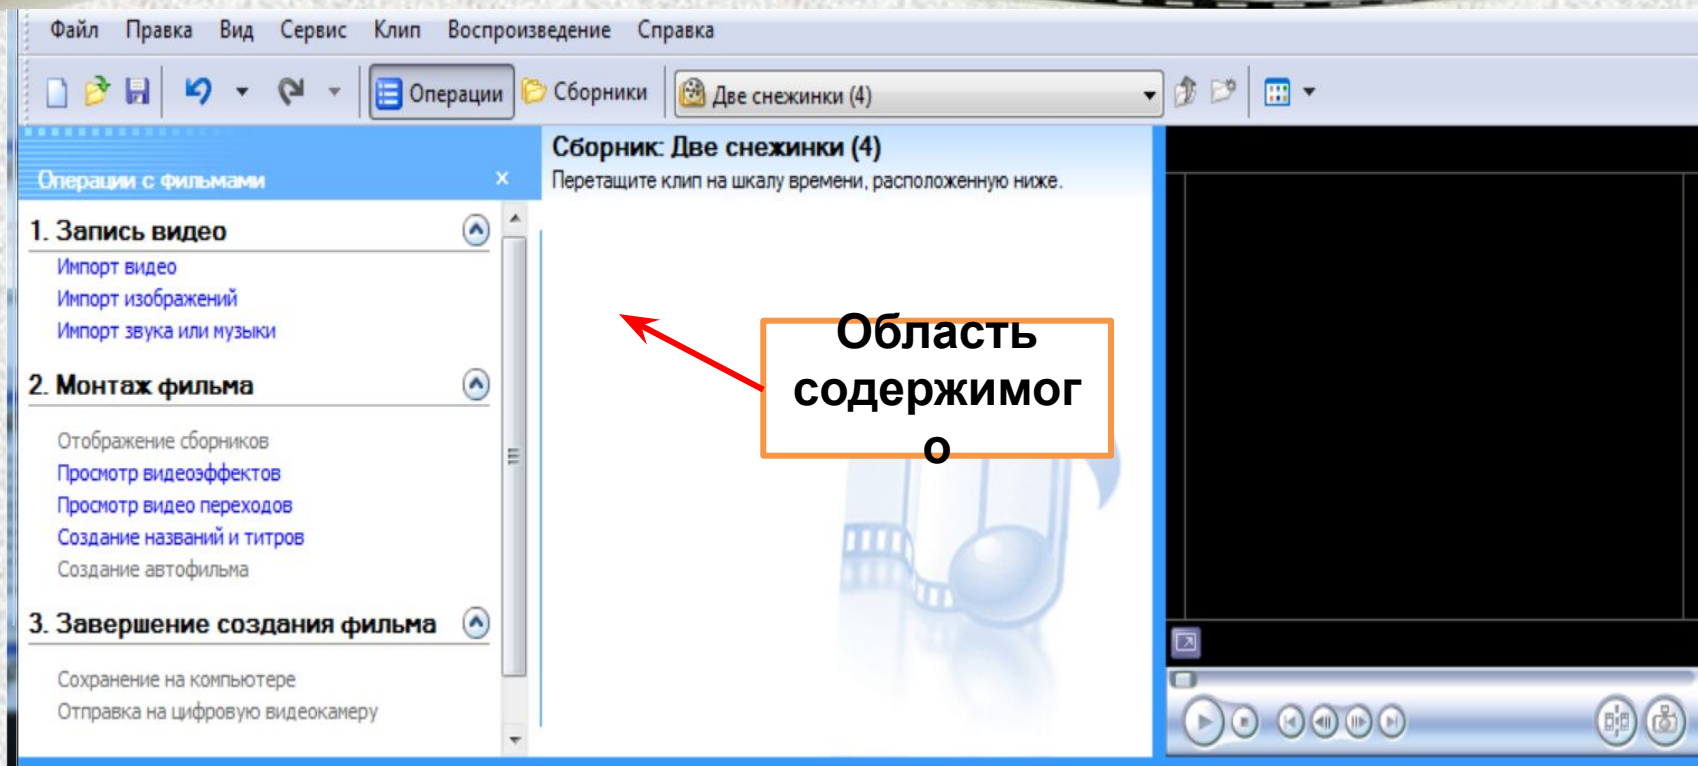 Файл Правка Вид Сервис Клип Воспроизведение Справка
Операции Сборники Две снежинки (4)
Операции с фильмами
1. Запись видео
Импорт видео
Импорт изображений
Импорт звука или музыки
2. Монтаж фильма
Отображение сборников
Просмотр видеоэффектов
Просмотр видео переходов
Создание названий и титров
Создание автофильма
3. Завершение создания фильма
Сохранение на компьютере
Отправка на цифровую видеокамеру
Сборник: Две снежинки (4)
Перетащите клип на шкалу времени, расположенную ниже.
Область
содержимог
о